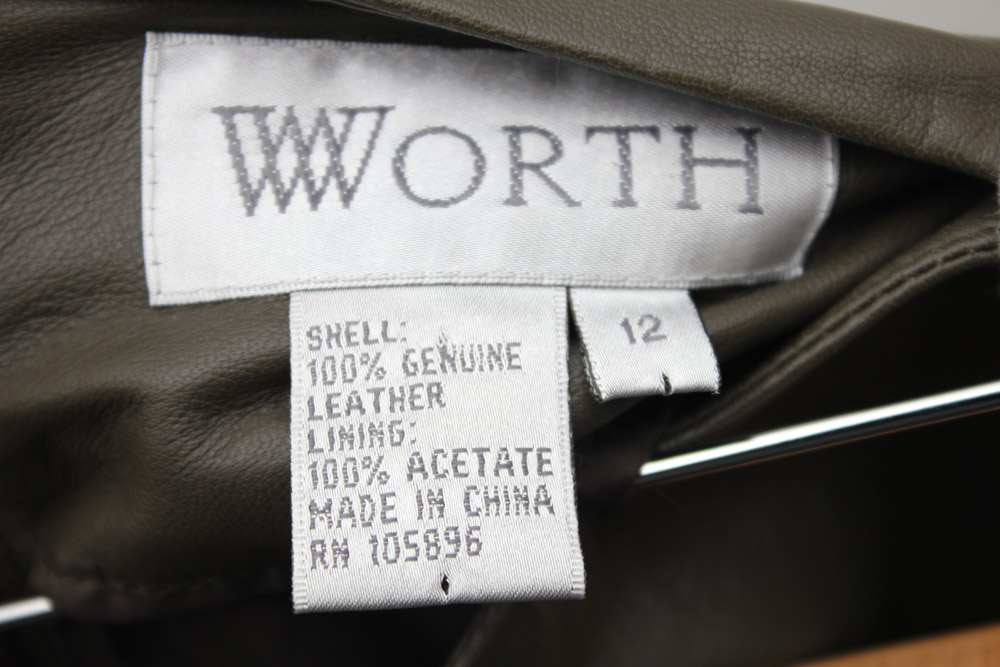 WORTH
SHELL:
100% GENUINE
LEATHER
LINING:
100% ACETATE
MADE IN CHINA
RN 105896
12